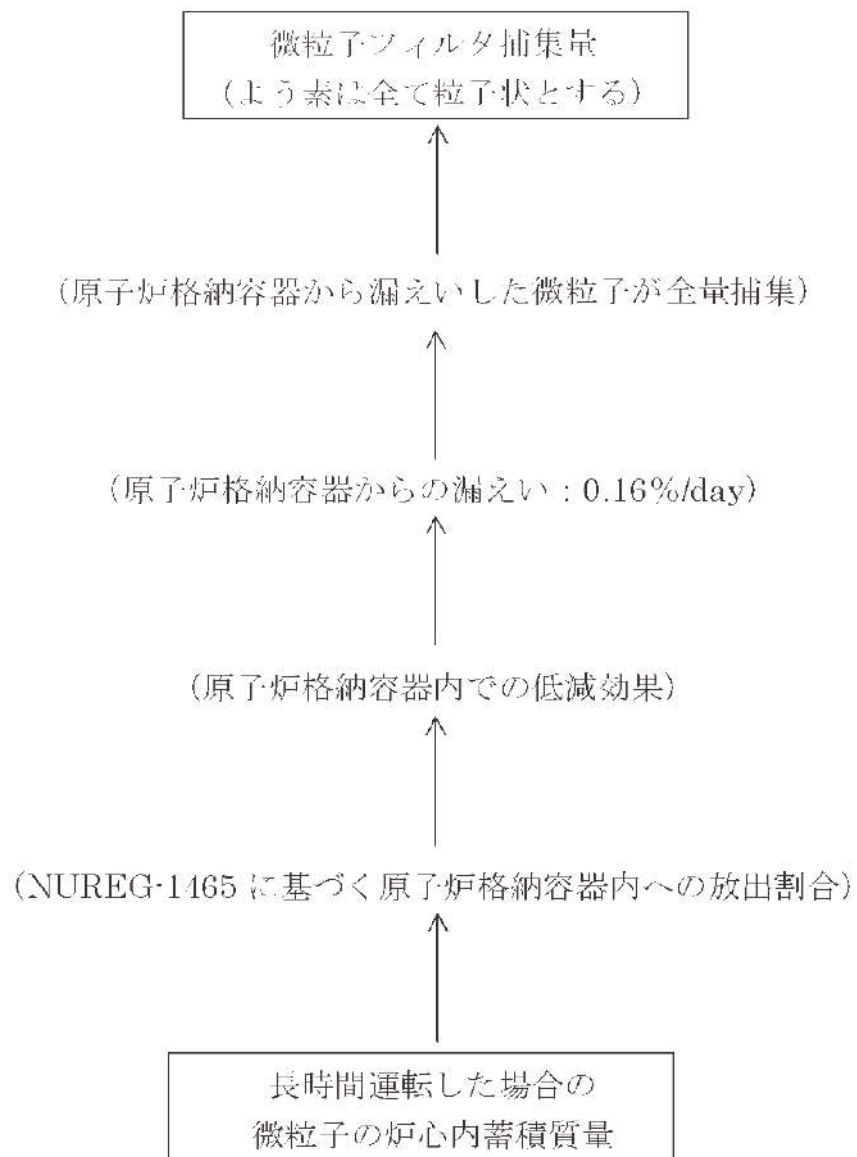 微粒子フィルタ捕集量
(よう素は全て粒子状とする)
(原子炉格納容器から漏えいした微粒子が全量捕集)
(原子炉格納容器からの漏えい：0.16%/day)
(原子炉格納容器内での低減効果)
(NUREG-1465 に基づく原子炉格納容器内への放出割合)
長時間運転した場合の
微粒子の炉心内蓄積質量